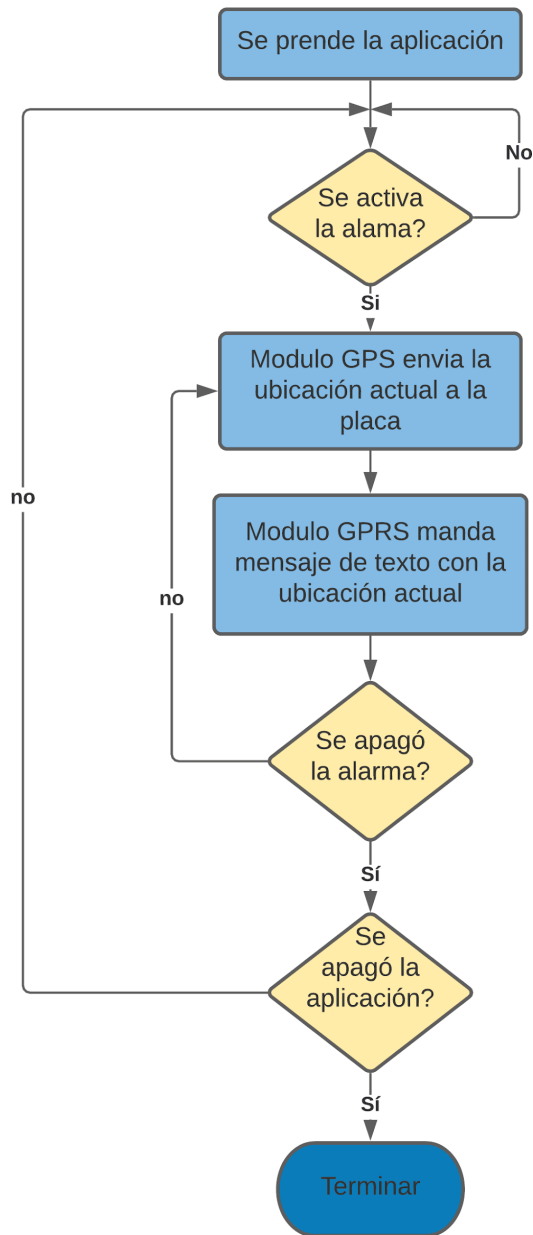 Se prende la aplicación
No
Se activa
la alama?
Si
Modulo GPS envia la
ubicación actual a la
placa
no
Modulo GPRS manda
mensaje de texto con la
ubicación actual
no
Se apagó
la alarma?
Sí
Se
apagó la
aplicación?
Sí
Terminar